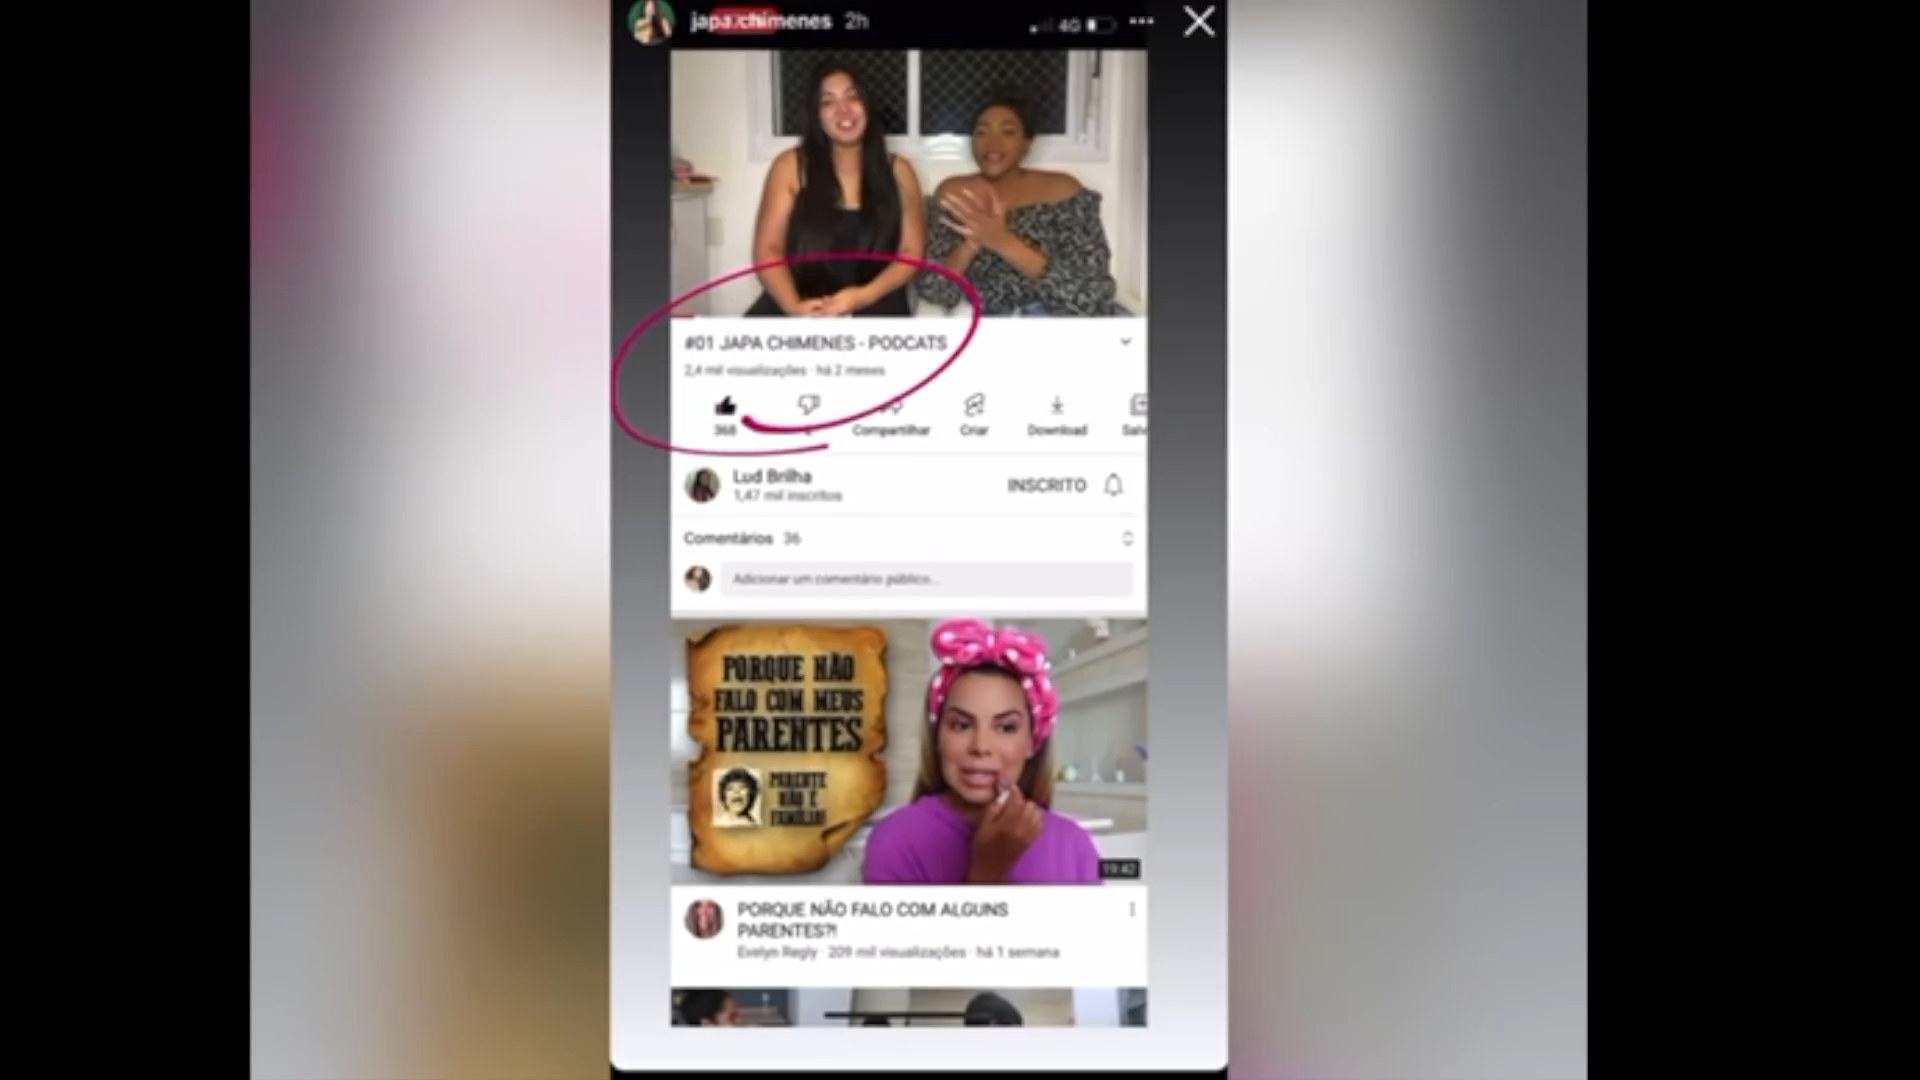 japa.chimenes 2h
4G
#01 JAPA CHIMENES - PODCATS
2,4 mil visualizações · há 2 meses
368
Compartilhar Criar Download
Lud Brilha
1,47 mil inscritos
INSCRITO
Comentários 36
Adicionar um comentário público...
PORQUE NÃO
FALO COM MEUS
PARENTES
PARENTE
NÃO É
FAMÍLIA!
19:42
PORQUE NÃO FALO COM ALGUNS
PARENTES?!
Evelyn Regly · 209 mil visualizações · há 1 semana